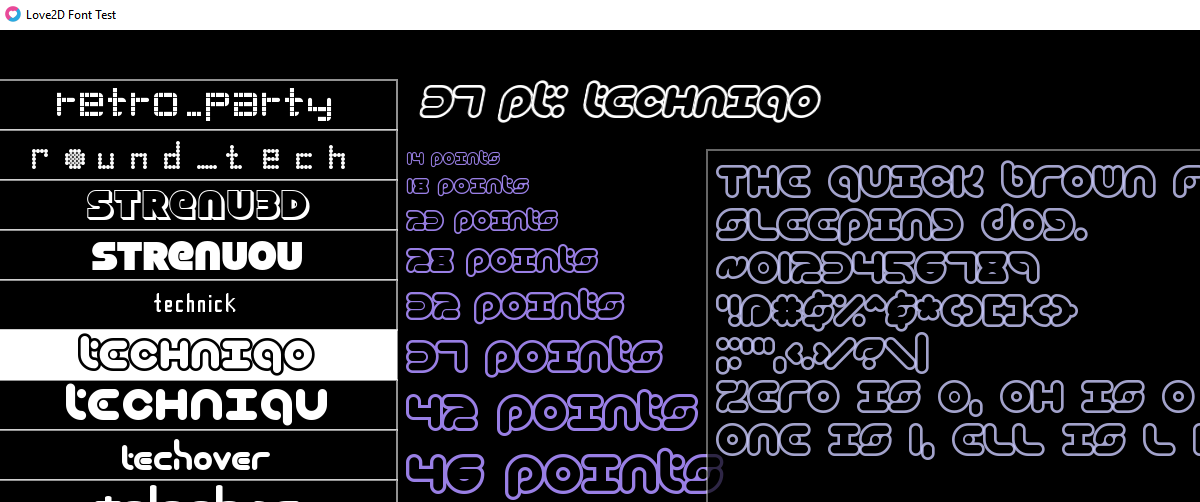 Love2D Font Test
retro_party
round_tech
STRENU3D
STRENUOU
technick
TECHNIQO
TECHNIQU
techover
37 pt: TECHNIQO
14 points
18 points
23 points
28 points
32 points
37 points
42 points
46 points
THE QUICK BROWN F
SLEEPING DOG.
~0123456789
ZERO IS 0, OH IS O
ONE IS 1, ELL IS L